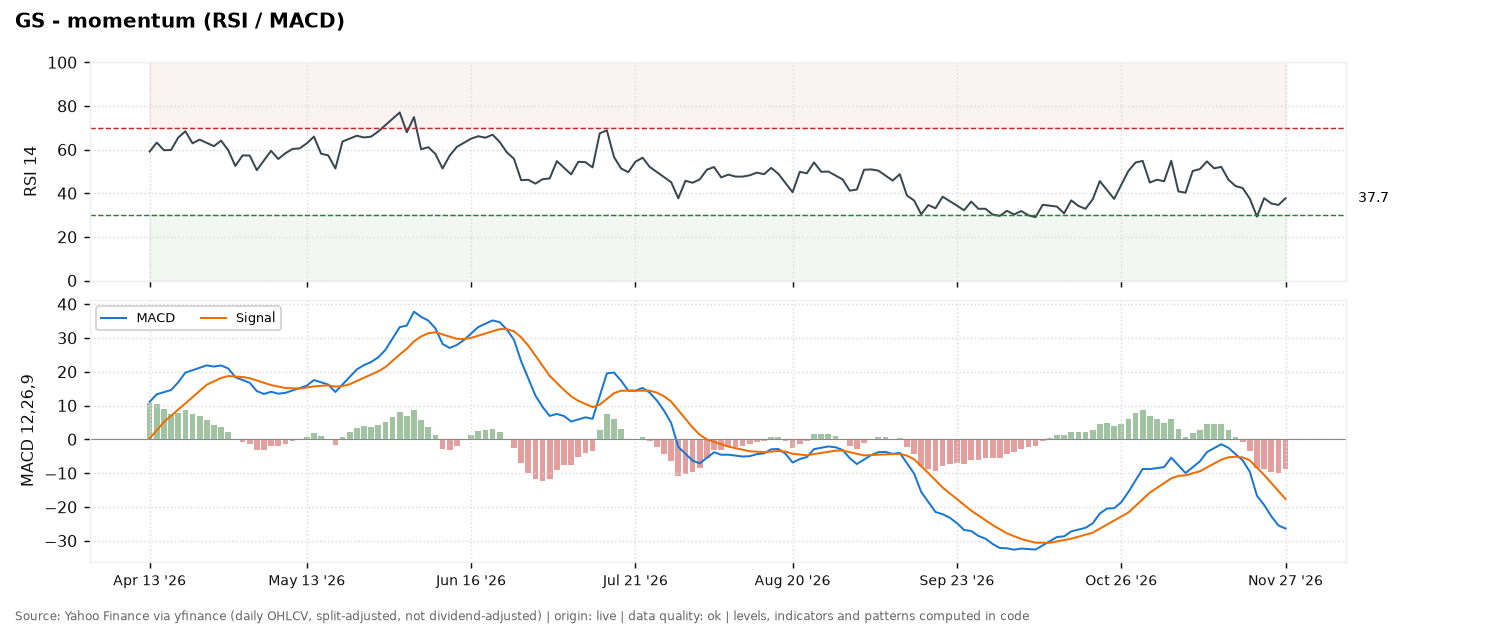 GS - momentum (RSI / MACD)
100
80
60
40
20
0
RSI 14
37.7
40
30
20
10
0
−10
−20
−30
MACD 12,26,9
MACD
Signal
Apr 13 '26
May 13 '26
Jun 16 '26
Jul 21 '26
Aug 20 '26
Sep 23 '26
Oct 26 '26
Nov 27 '26
Source: Yahoo Finance via yfinance (daily OHLCV, split-adjusted, not dividend-adjusted) | origin: live | data quality: ok | levels, indicators and patterns computed in code